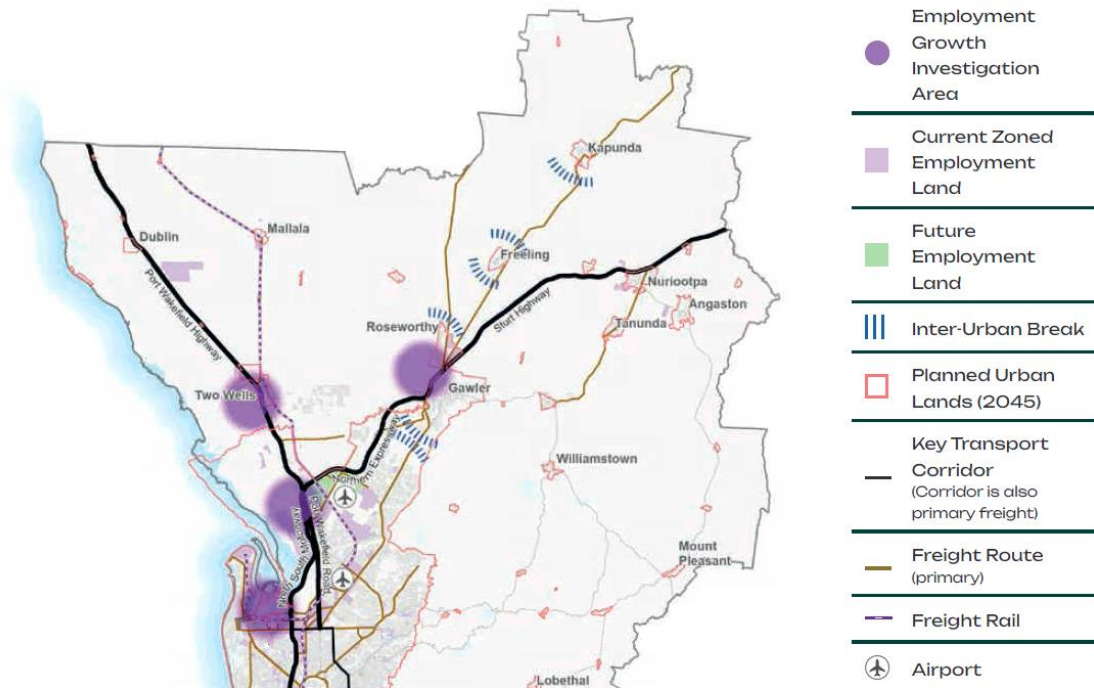 Kapunda
Dublin
Mallala
Freeling
Port Wakefield Highway
Nuriootpa
Sturt Highway
Angaston
Roseworthy
Tanunda
Two Wells
Gawler
Northern Expressway
Williamstown
Port Wakefield Road
North South Motorway
Mount
Pleasant
Lobethal
Employment
Growth
Investigation
Area
Current Zoned
Employment
Land
Future
Employment
Land
Inter-Urban Break
Planned Urban
Lands (2045)
Key Transport
Corridor
(Corridor is also
primary freight)
Freight Route
(primary)
Freight Rail
Airport